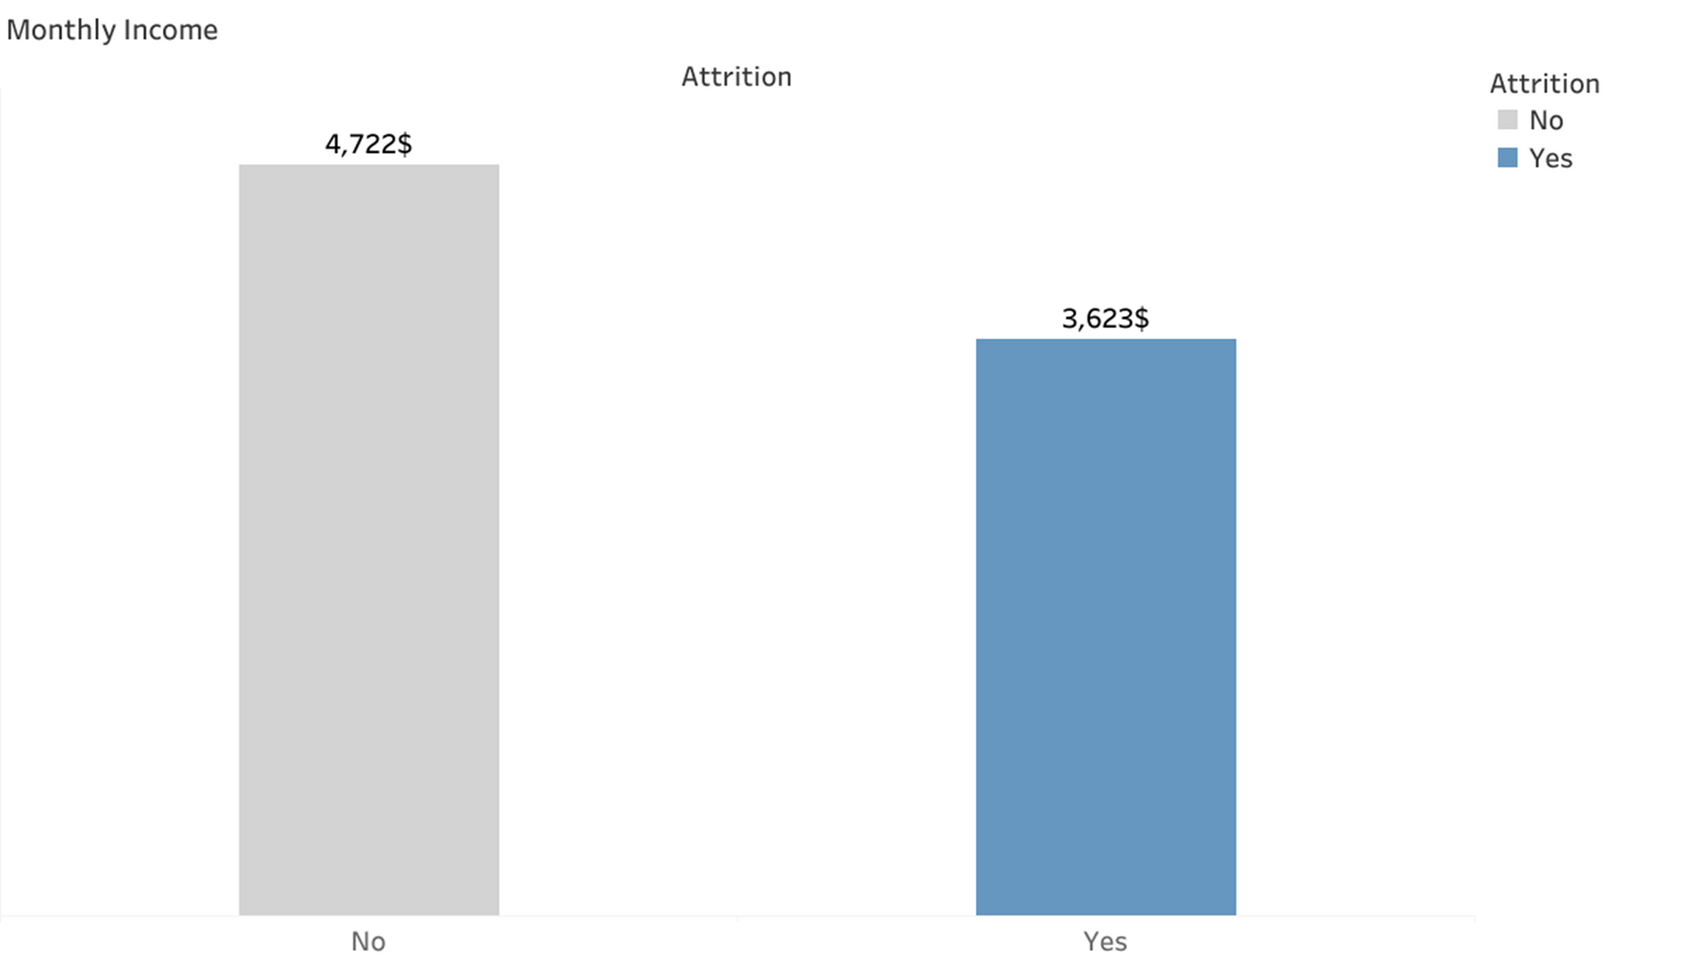 Monthly Income
Attrition
4,722$
3,623$
No
Yes
Attrition
No
Yes